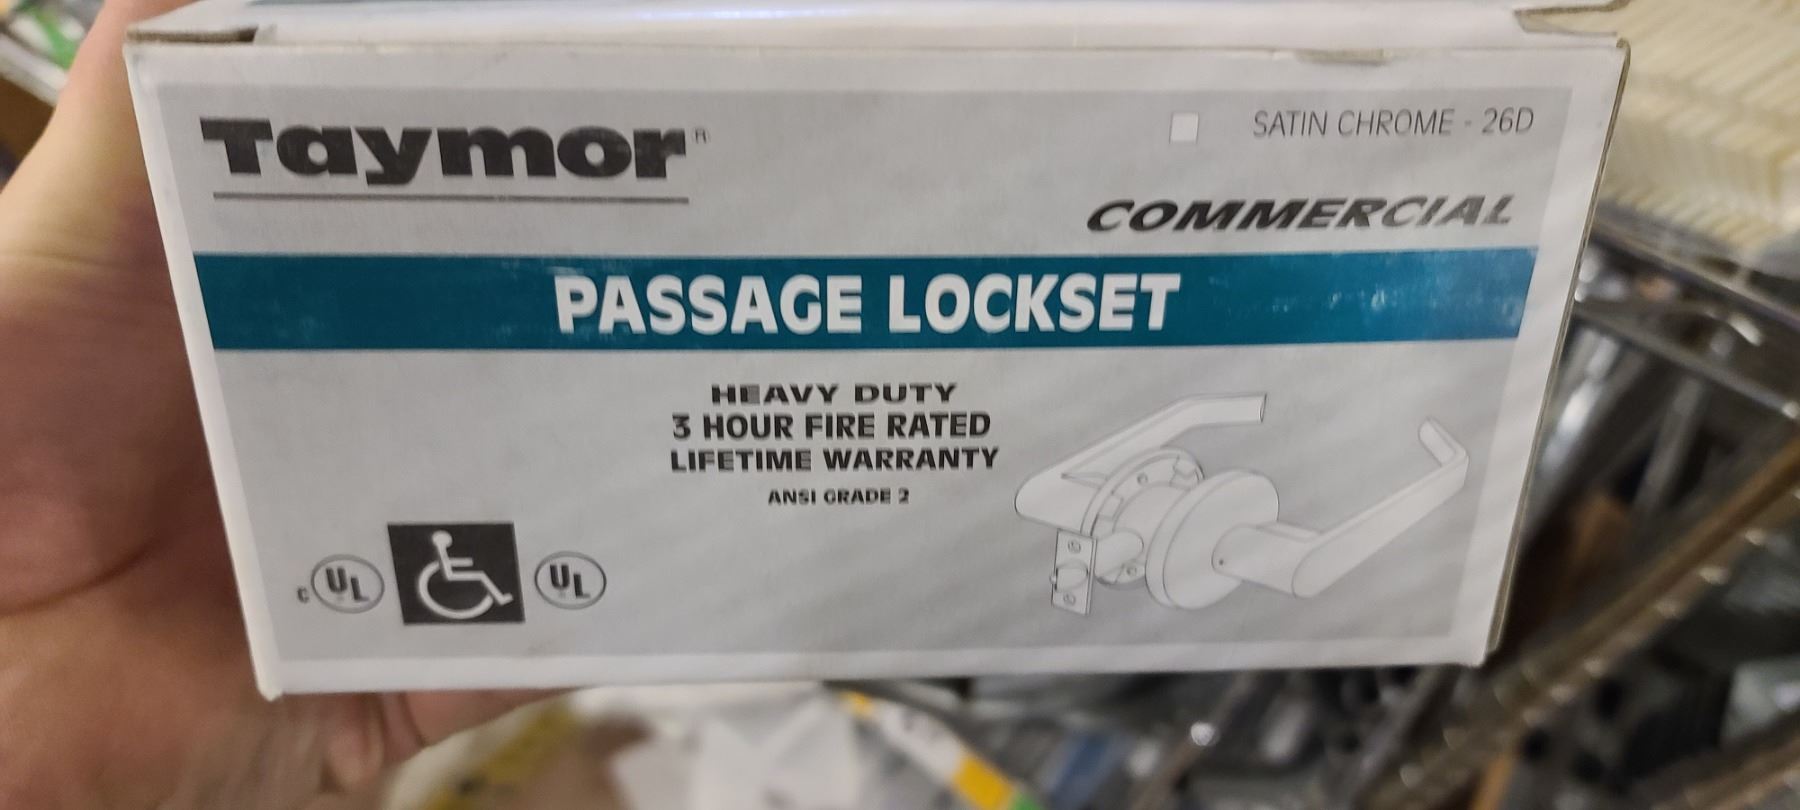 Taymor®
SATIN CHROME - 26D
COMMERCIAL
PASSAGE LOCKSET
HEAVY DUTY
3 HOUR FIRE RATED
LIFETIME WARRANTY
ANSI GRADE 2
c UL UL